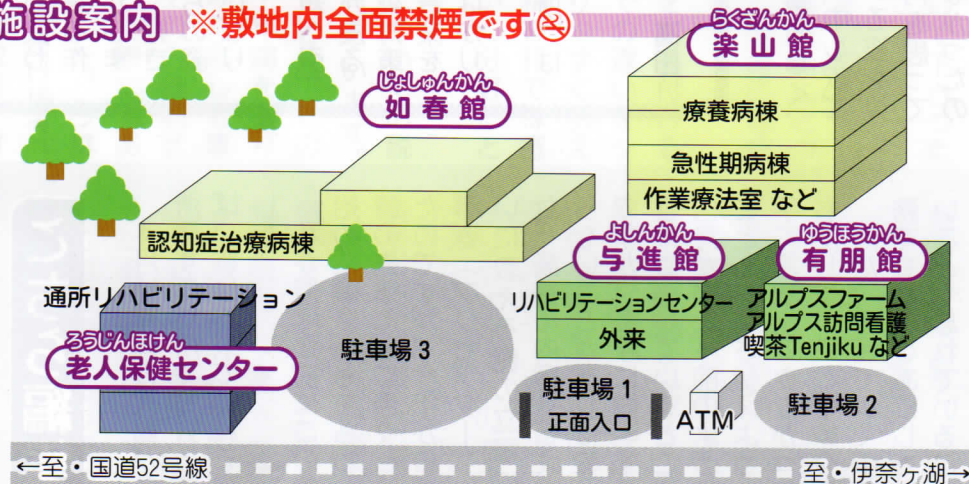 施設案内 ※敷地内全面禁煙です
らくざんかん
楽山館
療養病棟
急性期病棟
作業療法室 など
じょしゅんかん
如春館
認知症治療病棟
よしんかん
与進館
リハビリテーションセンター
外来
ゆうほうかん
有朋館
アルプスファーム
アルプス訪問看護
喫茶Tenjiku など
通所リハビリテーション
ろうじんほけん
老人保健センター
駐車場3
駐車場1
正面入口
ATM
駐車場2
←至・国道52号線
至・伊奈ヶ湖→